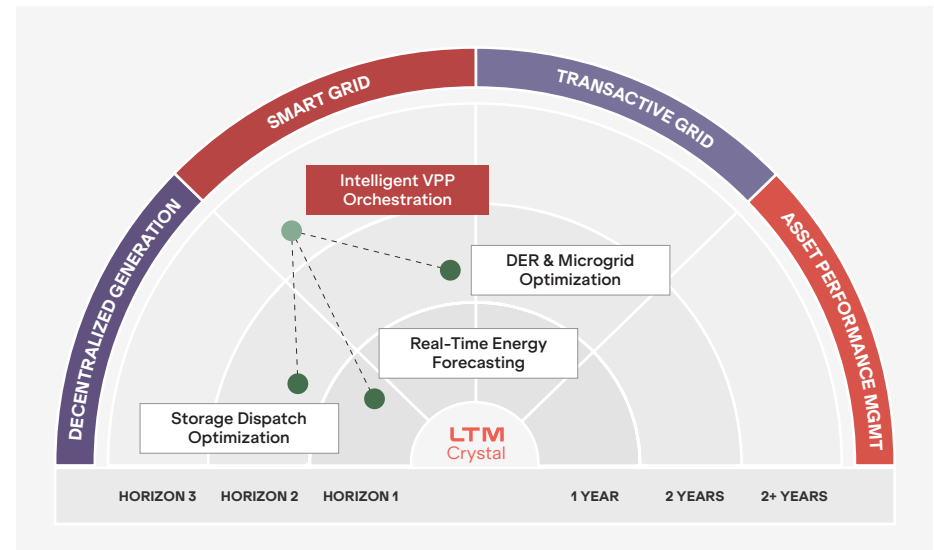 SMART GRID
TRANSACTIVE GRID
DECENTRALIZED GENERATION
ASSET PERFORMANCE MGMT
Intelligent VPP
Orchestration
DER & Microgrid
Optimization
Real-Time Energy
Forecasting
Storage Dispatch
Optimization
LTM
Crystal
HORIZON 3
HORIZON 2
HORIZON 1
1 YEAR
2 YEARS
2+ YEARS